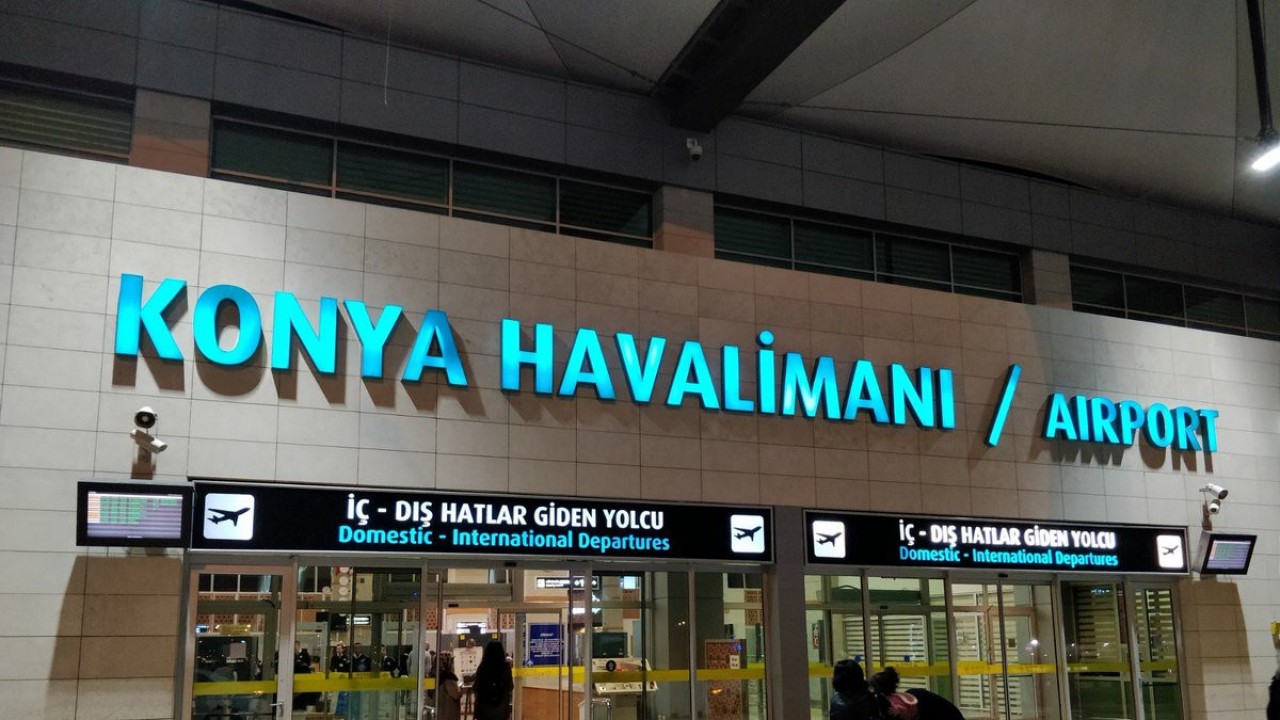 KONYA HAVALİMANI / AIRPORT
İÇ - DIŞ HATLAR GİDEN YOLCU
Domestic - International Departures
İÇ - DIŞ HATLAR GİDEN YOLCU
Domestic - International Departures